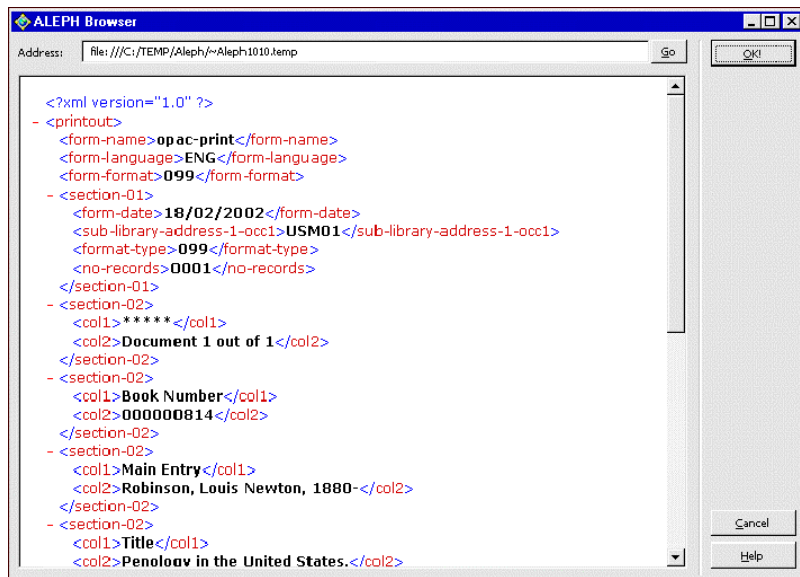 ALEPH Browser
Address: file:///C:/TEMP/Aleph/~Aleph1010.temp Go OK!
<?xml version="1.0" ?>
- <printout>
<form-name>opac-print</form-name>
<form-language>ENG</form-language>
<form-format>099</form-format>
- <section-01>
<form-date>18/02/2002</form-date>
<sub-library-address-1-occ1>USM01</sub-library-address-1-occ1>
<format-type>099</format-type>
<no-records>0001</no-records>
</section-01>
- <section-02>
<col1>*****</col1>
<col2>Document 1 out of 1</col2>
</section-02>
- <section-02>
<col1>Book Number</col1>
<col2>000000814</col2>
</section-02>
- <section-02>
<col1>Main Entry</col1>
<col2>Robinson, Louis Newton, 1880-</col2>
</section-02>
- <section-02>
<col1>Title</col1>
<col2>Penology in the United States.</col2>
Cancel
Help